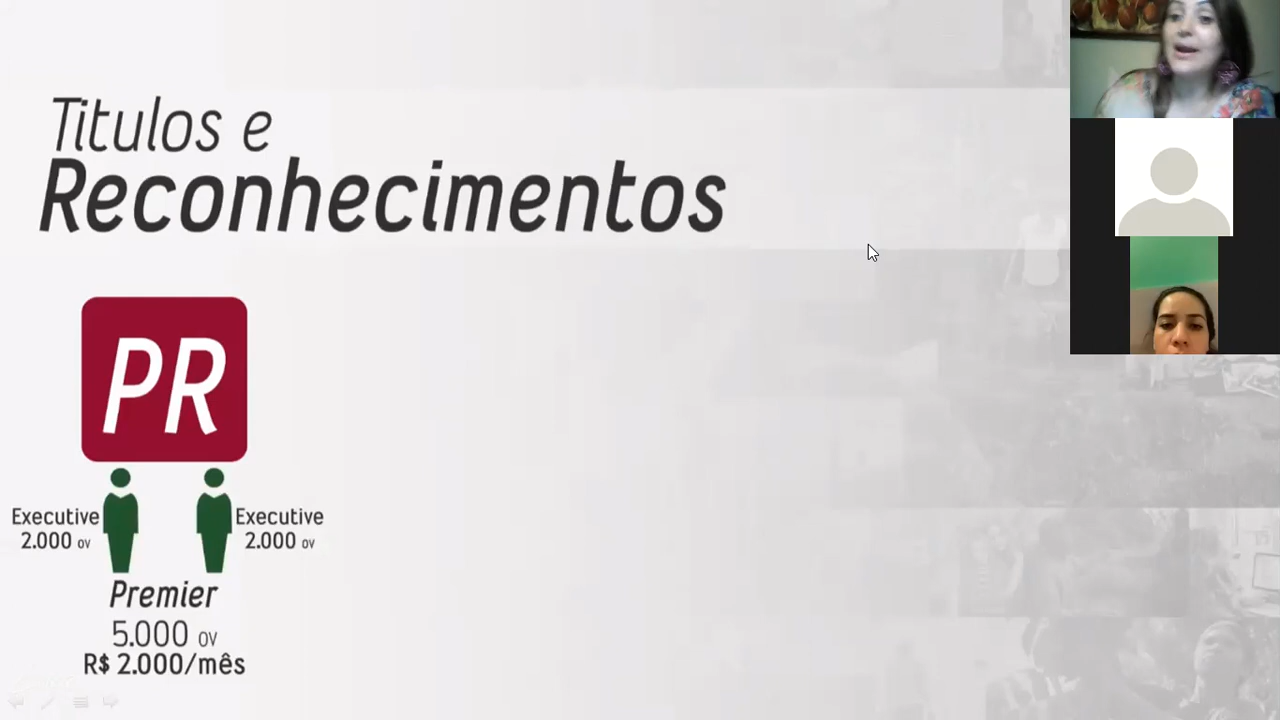 Titulos e
Reconhecimentos
PR
Executive
2.000 OV
Executive
2.000 OV
Premier
5.000 OV
R$ 2.000/mês